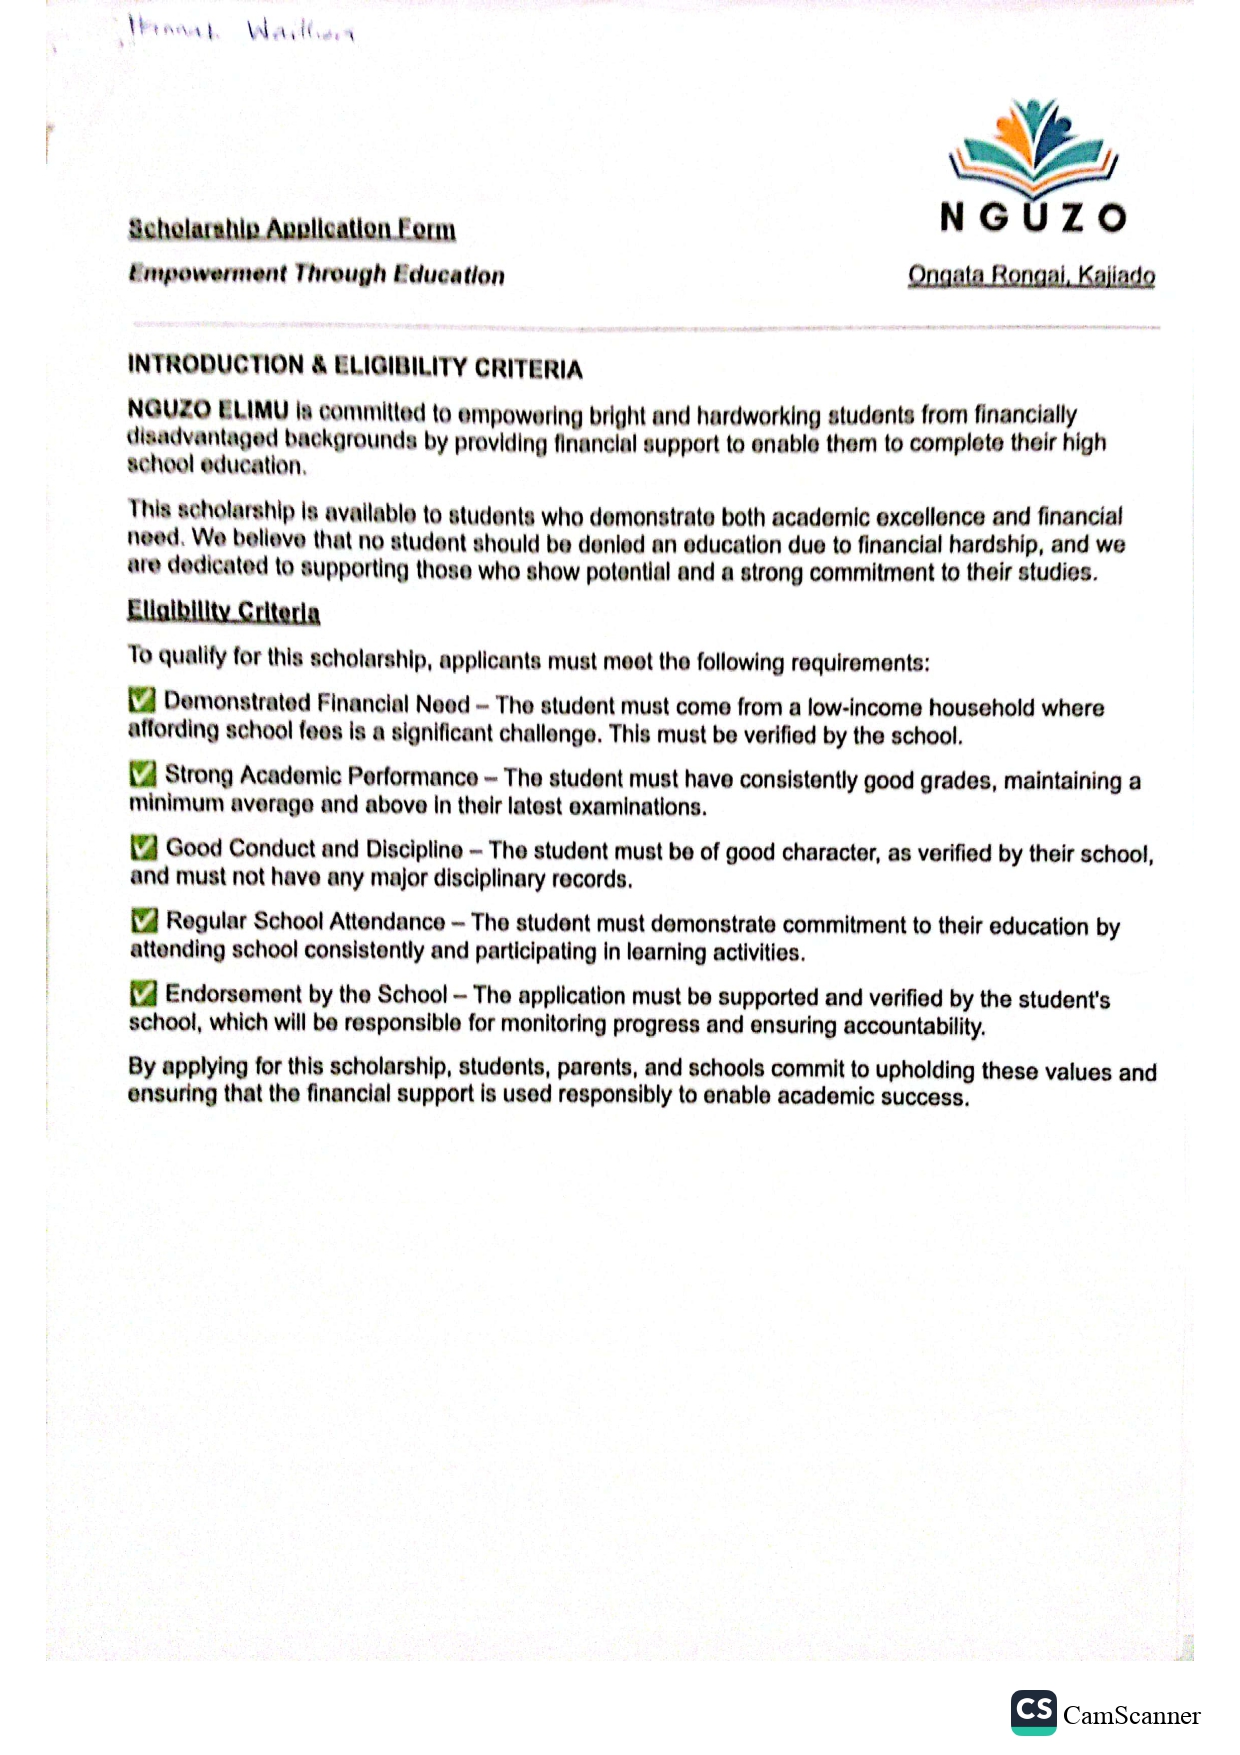 NGUZO
Scholarship Application Form
Empowerment Through Education
Ongata Rongai, Kajiado
INTRODUCTION & ELIGIBILITY CRITERIA
NGUZO ELIMU is committed to empowering bright and hardworking students from financially
disadvantaged backgrounds by providing financial support to enable them to complete their high
school education.
This scholarship is available to students who demonstrate both academic excellence and financial
need. We believe that no student should be denied an education due to financial hardship, and we
are dedicated to supporting those who show potential and a strong commitment to their studies.
Eligibility Criteria
To qualify for this scholarship, applicants must meet the following requirements:
✅ Demonstrated Financial Need – The student must come from a low-income household where
affording school fees is a significant challenge. This must be verified by the school.
✅ Strong Academic Performance – The student must have consistently good grades, maintaining a
minimum average and above in their latest examinations.
✅ Good Conduct and Discipline – The student must be of good character, as verified by their school,
and must not have any major disciplinary records.
✅ Regular School Attendance – The student must demonstrate commitment to their education by
attending school consistently and participating in learning activities.
✅ Endorsement by the School – The application must be supported and verified by the student's
school, which will be responsible for monitoring progress and ensuring accountability.
By applying for this scholarship, students, parents, and schools commit to upholding these values and
ensuring that the financial support is used responsibly to enable academic success.
CS CamScanner